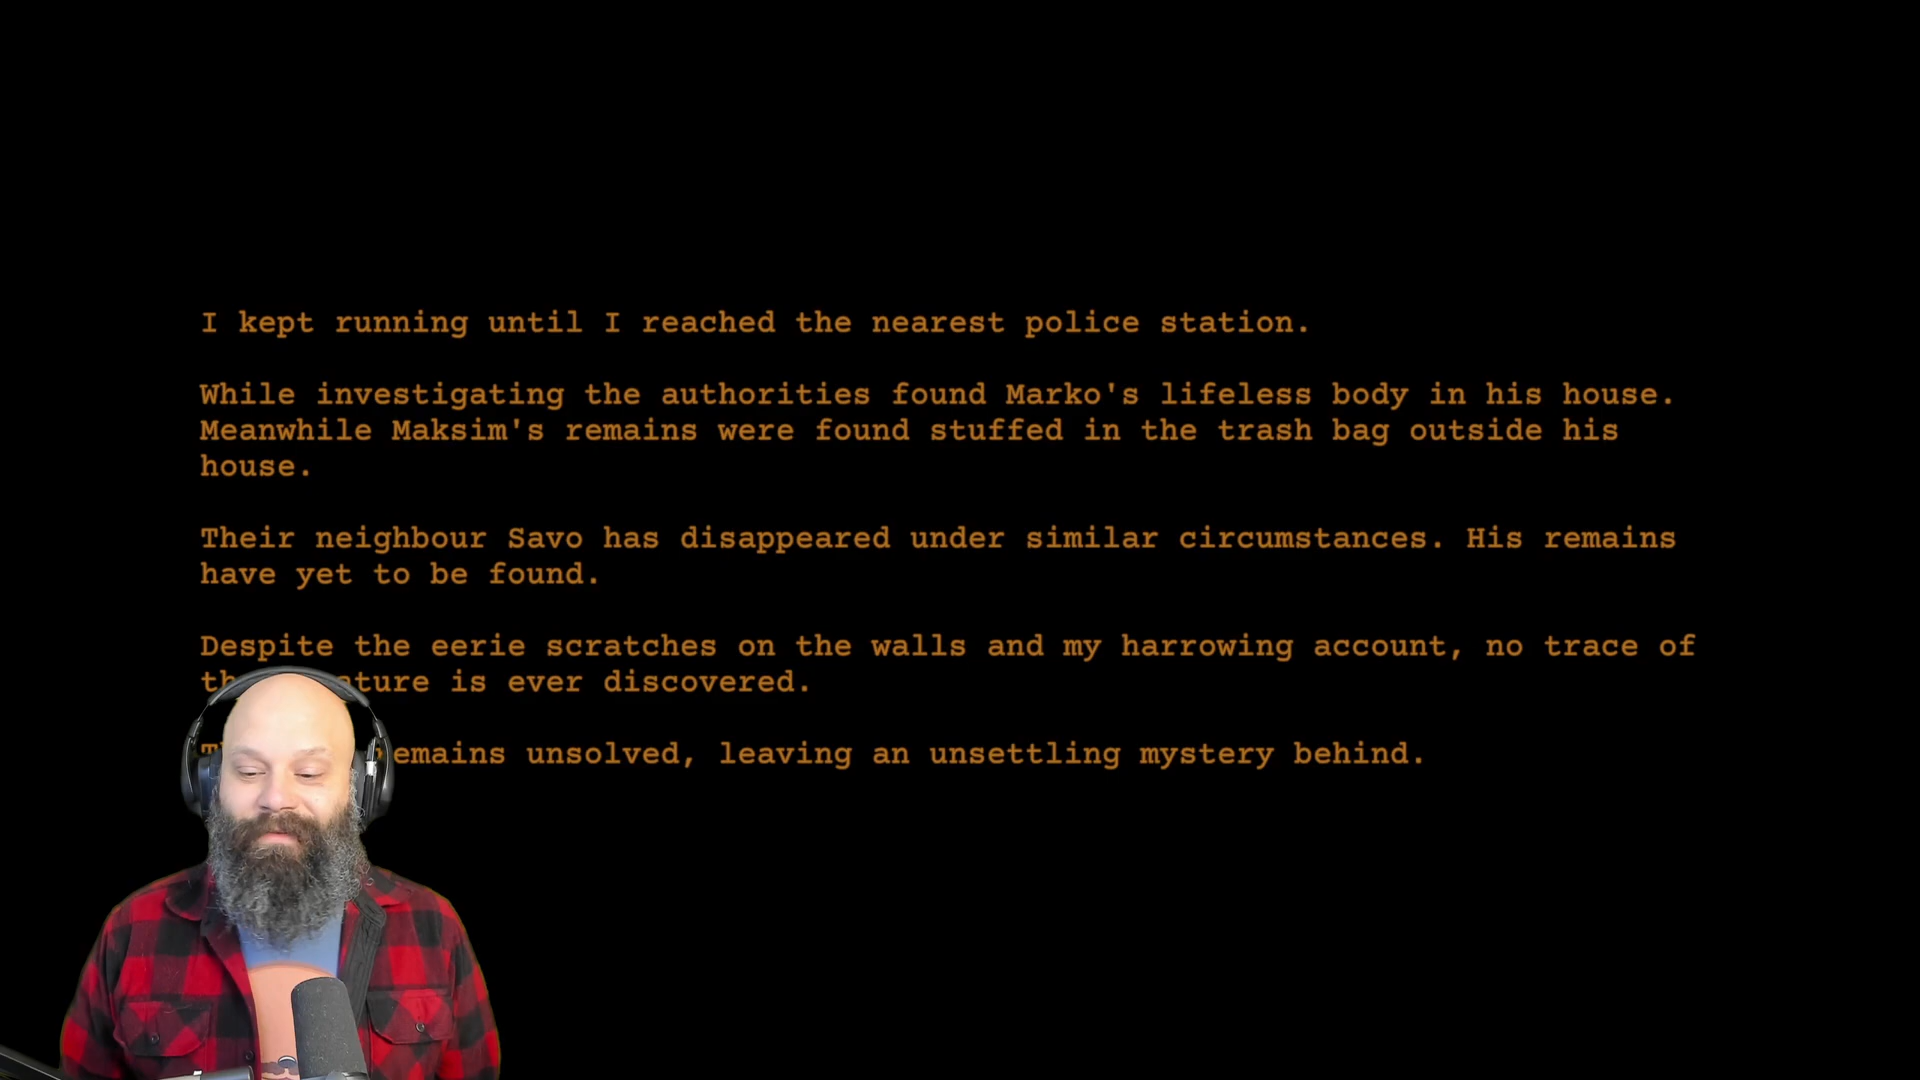 I kept running until I reached the nearest police station.
While investigating the authorities found Marko's lifeless body in his house.
Meanwhile Maksim's remains were found stuffed in the trash bag outside his
house.
Their neighbour Savo has disappeared under similar circumstances. His remains
have yet to be found.
Despite the eerie scratches on the walls and my harrowing account, no trace of
is ever discovered.
unsolved, leaving an unsettling mystery behind.